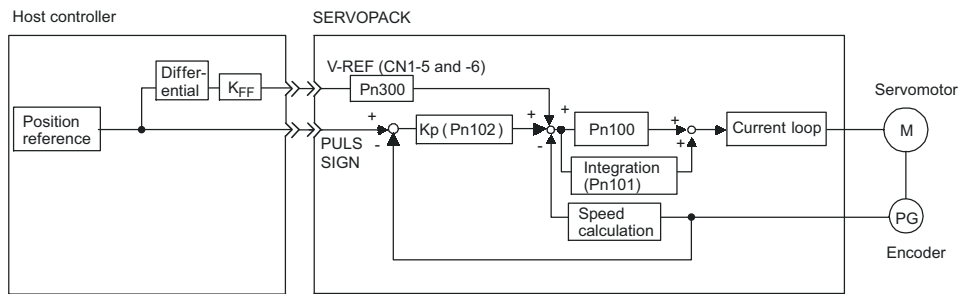 Host controller
SERVOPACK
V-REF (CN1-5 and -6)
Differ-
ential
KFF
Pn300
Servomotor
Position
reference
+
-
Kp (Pn102)
+
+
-
+
Pn100
+
+
Current loop
M
PULS
SIGN
Integration
(Pn101)
Speed
calculation
PG
Encoder